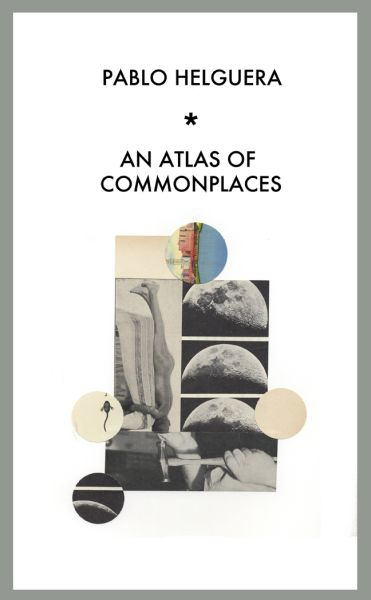 PABLO HELGUERA
*
AN ATLAS OF
COMMONPLACES